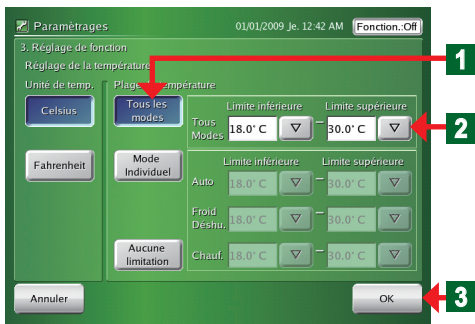 Paramètrages 01/01/2009 Je. 12:42 AM Fonction.:Off
3. Réglage de fonction
Réglage de la température
Unité de temp. Plage température
Celsius
Tous les modes
Limite inférieure Limite supérieure
Tous Modes 18.0°C ▽ – 30.0°C ▽
Fahrenheit
Mode Individuel
Limite inférieure Limite supérieure
Auto 18.0°C ▽ – 30.0°C ▽
Froid Déshu. 18.0°C ▽ – 30.0°C ▽
Aucune limitation
Chauf. 18.0°C ▽ – 30.0°C ▽
Annuler OK
1
2
3